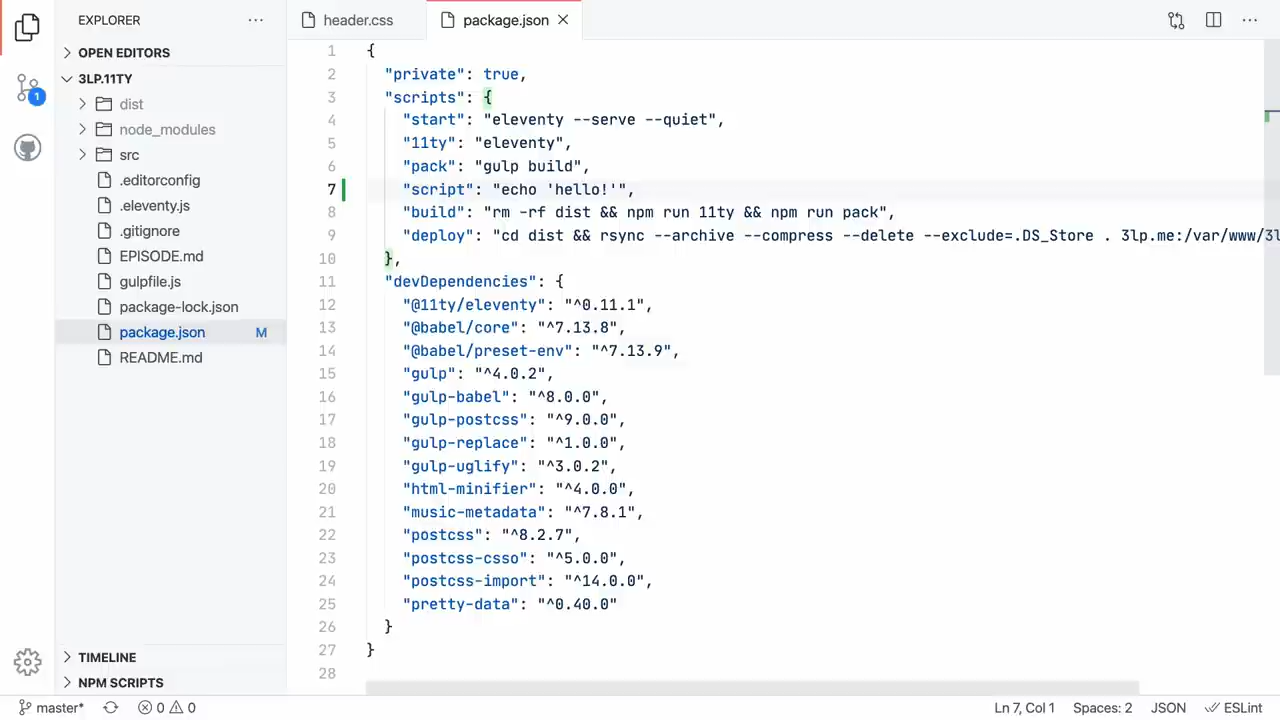 EXPLORER
header.css
package.json
OPEN EDITORS
3LP.11TY
dist
node_modules
src
.editorconfig
.eleventy.js
.gitignore
EPISODE.md
gulpfile.js
package-lock.json
package.json M
README.md
TIMELINE
NPM SCRIPTS
1
1 {
2 "private": true,
3 "scripts": {
4 "start": "eleventy --serve --quiet",
5 "11ty": "eleventy",
6 "pack": "gulp build",
7 "script": "echo 'hello!'",
8 "build": "rm -rf dist && npm run 11ty && npm run pack",
9 "deploy": "cd dist && rsync --archive --compress --delete --exclude=.DS_Store . 3lp.me:/var/www/3l
10 },
11 "devDependencies": {
12 "@11ty/eleventy": "^0.11.1",
13 "@babel/core": "^7.13.8",
14 "@babel/preset-env": "^7.13.9",
15 "gulp": "^4.0.2",
16 "gulp-babel": "^8.0.0",
17 "gulp-postcss": "^9.0.0",
18 "gulp-replace": "^1.0.0",
19 "gulp-uglify": "^3.0.2",
20 "html-minifier": "^4.0.0",
21 "music-metadata": "^7.8.1",
22 "postcss": "^8.2.7",
23 "postcss-csso": "^5.0.0",
24 "postcss-import": "^14.0.0",
25 "pretty-data": "^0.40.0"
26 }
27 }
28
master* 0 0 Ln 7, Col 1 Spaces: 2 JSON ESLint